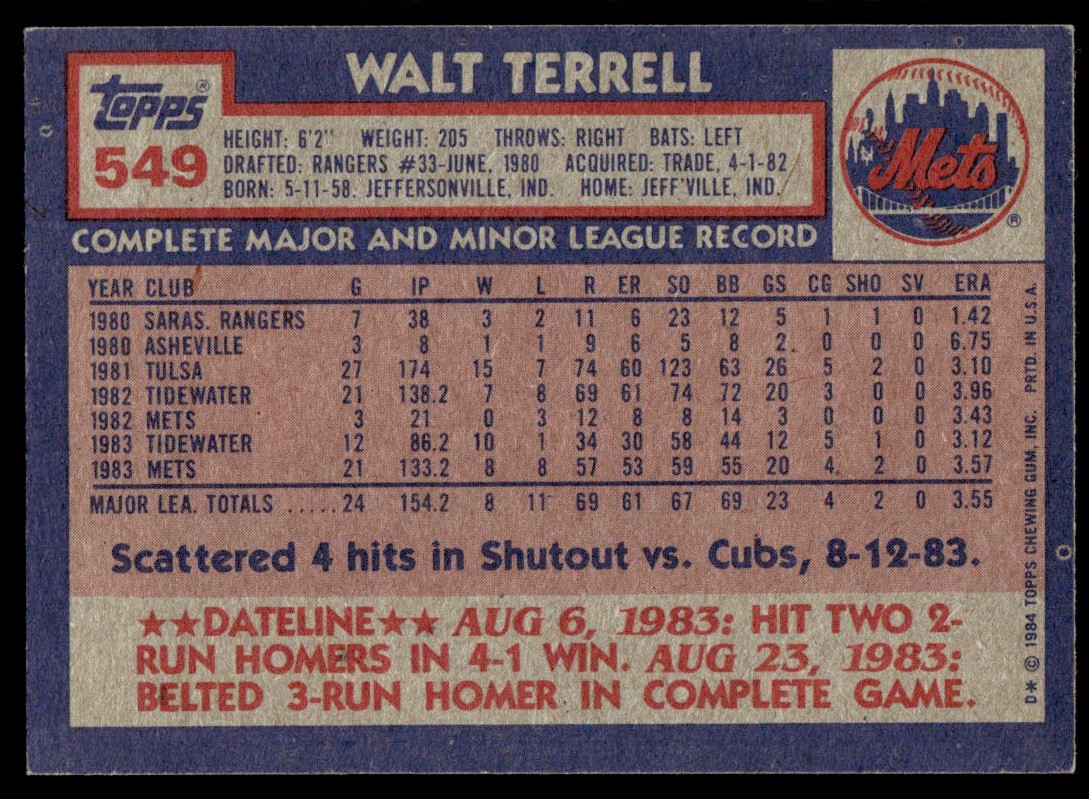 WALT TERRELL
Topps®
549
HEIGHT: 6'2" WEIGHT: 205 THROWS: RIGHT BATS: LEFT
DRAFTED: RANGERS #33-JUNE, 1980 ACQUIRED: TRADE, 4-1-82
BORN: 5-11-58, JEFFERSONVILLE, IND. HOME: JEFF'VILLE, IND.
Mets
®
COMPLETE MAJOR AND MINOR LEAGUE RECORD
YEAR CLUB G IP W L R ER SO BB GS CG SHO SV ERA
1980 SARAS. RANGERS 7 38 3 2 11 6 23 12 5 1 1 0 1.42
1980 ASHEVILLE 3 8 1 1 9 6 5 8 2 0 0 0 6.75
1981 TULSA 27 174 15 7 74 60 123 63 26 5 2 0 3.10
1982 TIDEWATER 21 138.2 7 8 69 61 74 72 20 3 0 0 3.96
1982 METS 3 21 0 3 12 8 8 14 3 0 0 0 3.43
1983 TIDEWATER 12 86.2 10 1 34 30 58 44 12 5 1 0 3.12
1983 METS 21 133.2 8 8 57 53 59 55 20 4 2 0 3.57
MAJOR LEA. TOTALS .....24 154.2 8 11 69 61 67 69 23 4 2 0 3.55
Scattered 4 hits in Shutout vs. Cubs, 8-12-83.
★★DATELINE★★ AUG 6, 1983: HIT TWO 2-
RUN HOMERS IN 4-1 WIN. AUG 23, 1983:
BELTED 3-RUN HOMER IN COMPLETE GAME.
D* © 1984 TOPPS CHEWING GUM, INC. PRTD. IN U.S.A.